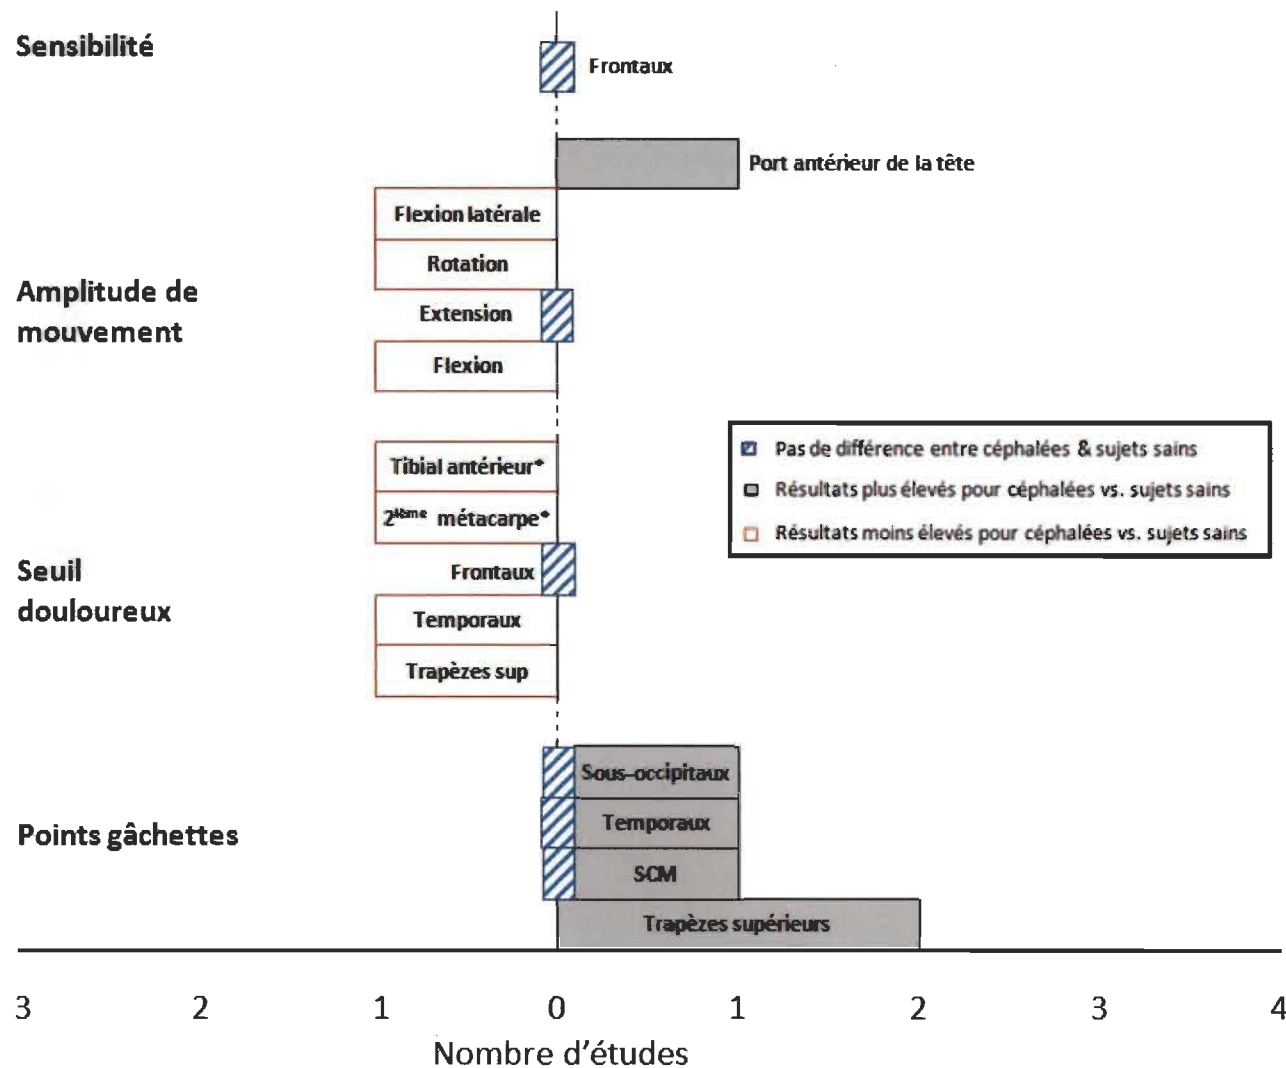 Sensibilité
Frontaux
Port antérieur de la tête
Flexion latérale
Rotation
Amplitude de
mouvement
Extension
Flexion
Pas de différence entre céphalées & sujets sains
Résultats plus élevés pour céphalées vs. sujets sains
Résultats moins élevés pour céphalées vs. sujets sains
Tibial antérieur*
2ième métacarpe*
Seuil
douloureux
Frontaux
Temporaux
Trapèzes sup
Points gâchettes
Sous-occipitaux
Temporaux
SCM
Trapèzes supérieurs
3 2 1 0 1 2 3 4
Nombre d'études